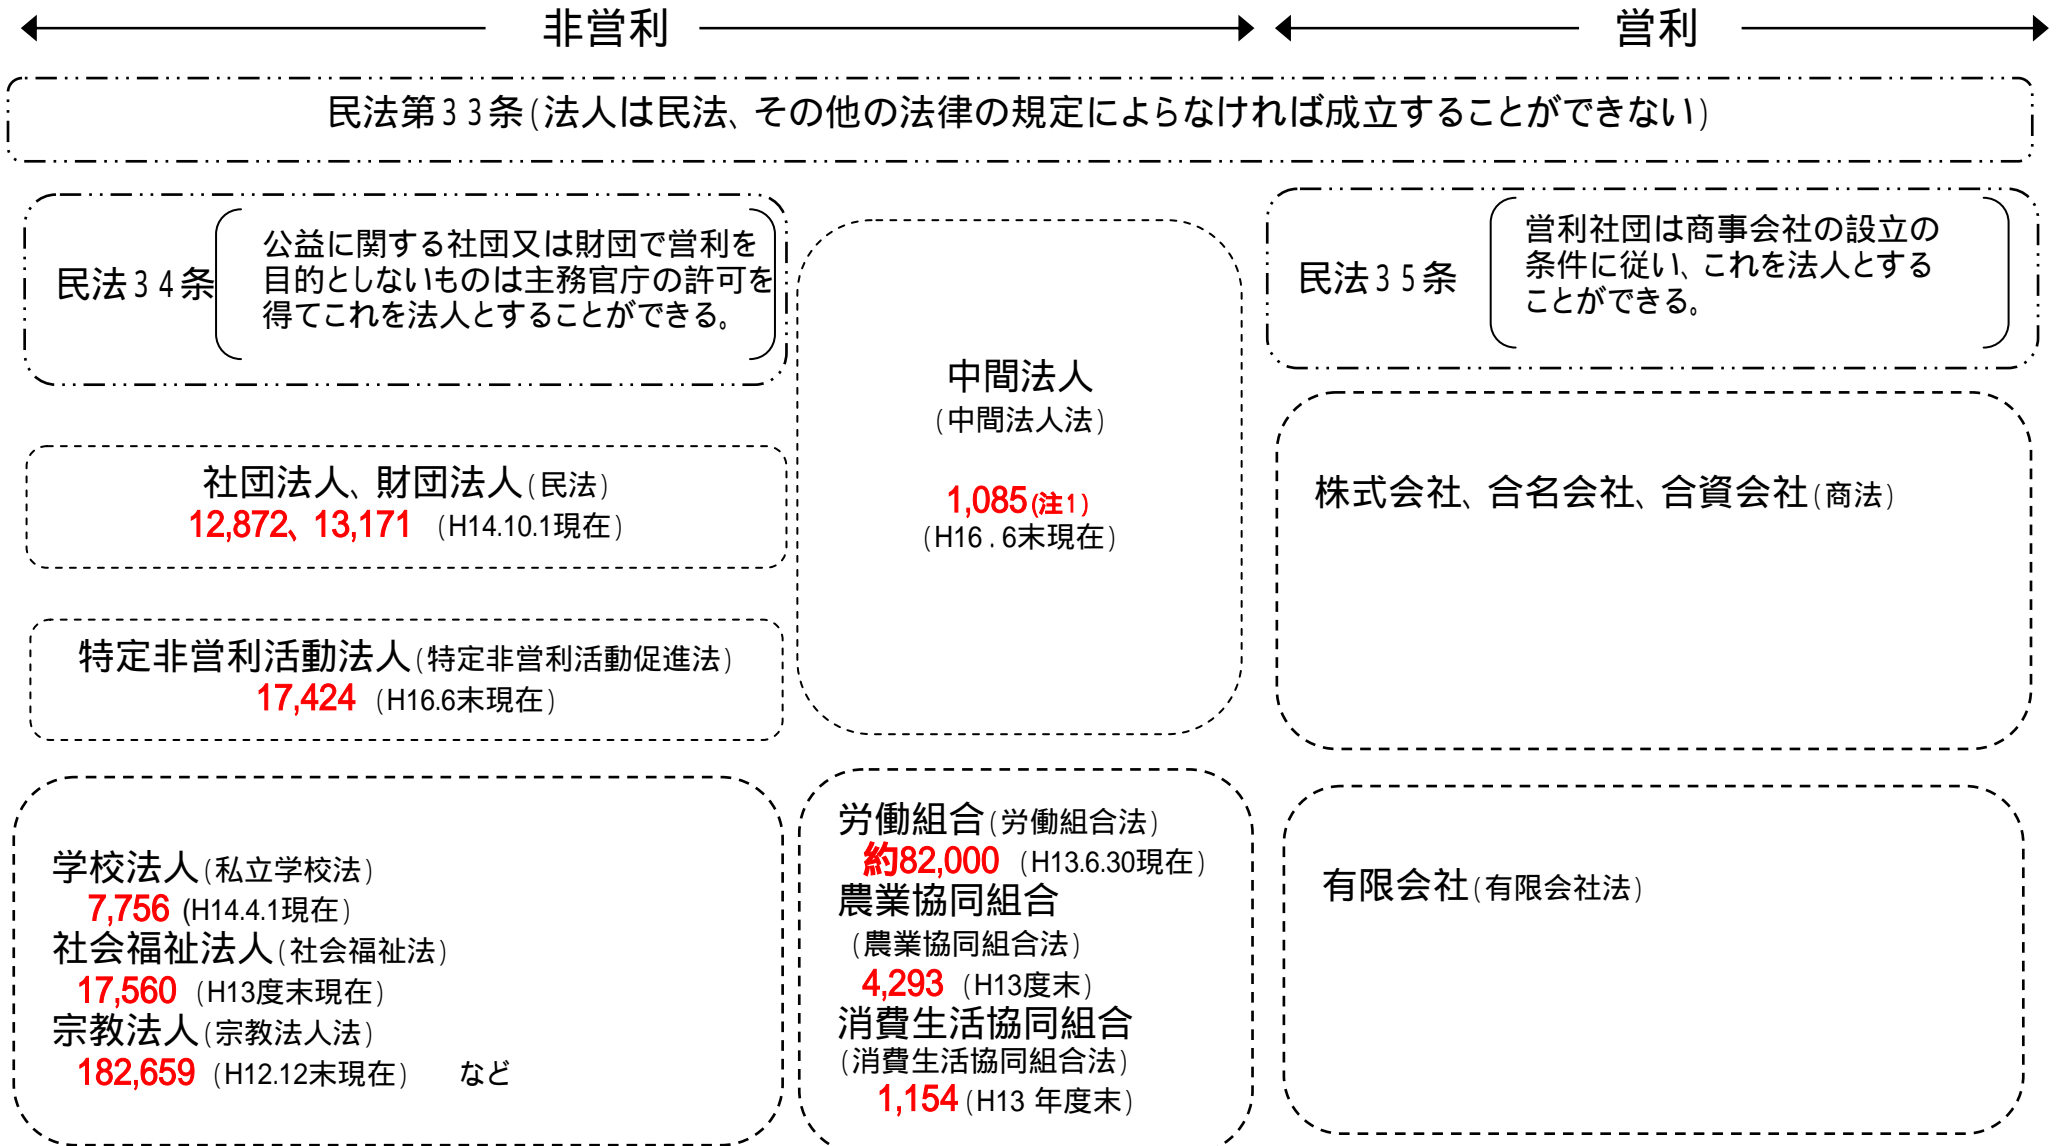 非営利
営利
民法第33条(法人は民法、その他の法律の規定によらなければ成立することができない)
民法34条
公益に関する社団又は財団で営利を
目的としないものは主務官庁の許可を
得てこれを法人とすることができる。
民法35条
営利社団は商事会社の設立の
条件に従い、これを法人とする
ことができる。
中間法人
(中間法人法)
1,085(注1)
(H16.6末現在)
社団法人、財団法人(民法)
12,872、13,171 (H14.10.1現在)
特定非営利活動法人(特定非営利活動促進法)
17,424 (H16.6末現在)
株式会社、合名会社、合資会社(商法)
学校法人(私立学校法)
7,756 (H14.4.1現在)
社会福祉法人(社会福祉法)
17,560 (H13度末現在)
宗教法人(宗教法人法)
182,659 (H12.12末現在) など
労働組合(労働組合法)
約82,000 (H13.6.30現在)
農業協同組合
(農業協同組合法)
4,293 (H13度末)
消費生活協同組合
(消費生活協同組合法)
1,154 (H13 年度末)
有限会社(有限会社法)